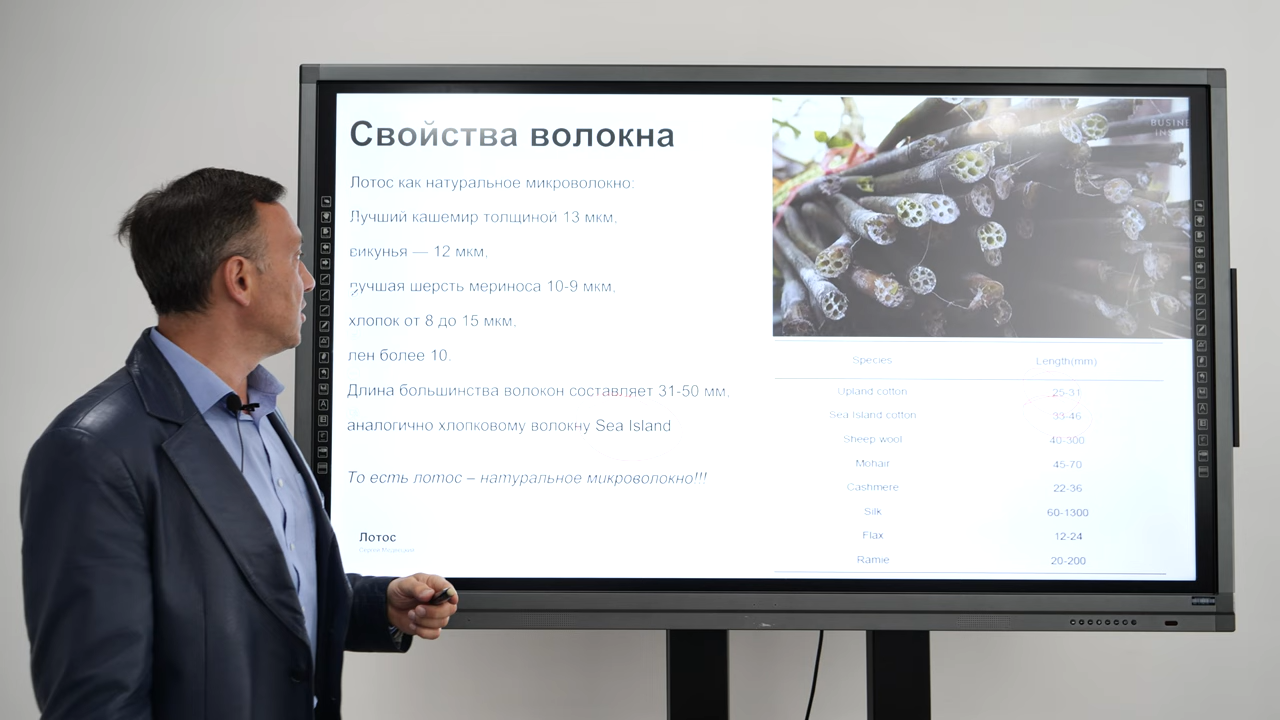 Свойства волокна
Лотос как натуральное микроволокно:
Лучший кашемир толщиной 13 мкм,
викунья — 12 мкм,
лучшая шерсть мериноса 10-9 мкм,
хлопок от 8 до 15 мкм,
лен более 10.
Длина большинства волокон составляет 31-50 мм,
аналогично хлопковому волокну Sea Island
То есть лотос – натуральное микроволокно!!!
Лотос
BUSINE
INS
Species Length(mm)
Upland cotton 25-31
Sea Island cotton 33-46
Sheep wool 40-300
Mohair 45-70
Cashmere 22-36
Silk 60-1300
Flax 12-24
Ramie 20-200